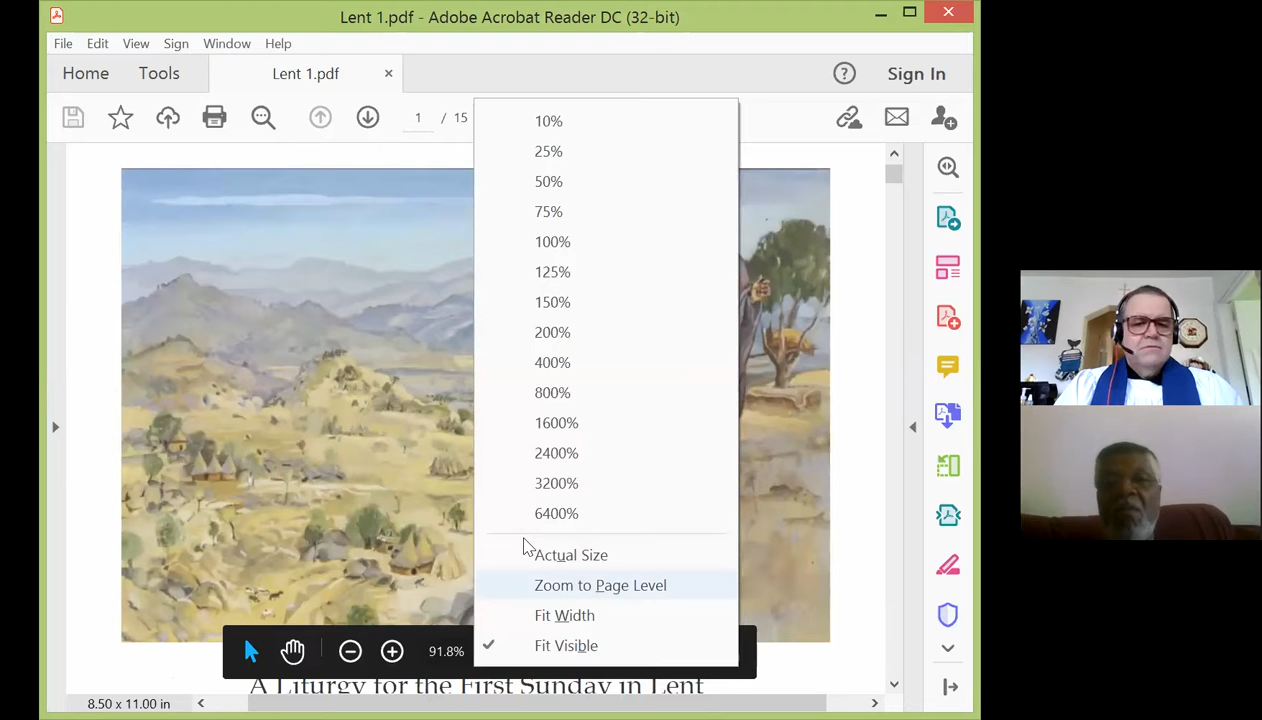 Lent 1.pdf - Adobe Acrobat Reader DC (32-bit)
File Edit View Sign Window Help
Home Tools Lent 1.pdf × Sign In
1 / 15
10%
25%
50%
75%
100%
125%
150%
200%
400%
800%
1600%
2400%
3200%
6400%
Actual Size
Zoom to Page Level
Fit Width
Fit Visible
91.8%
A Liturgy for the First Sunday in Lent
8.50 x 11.00 in